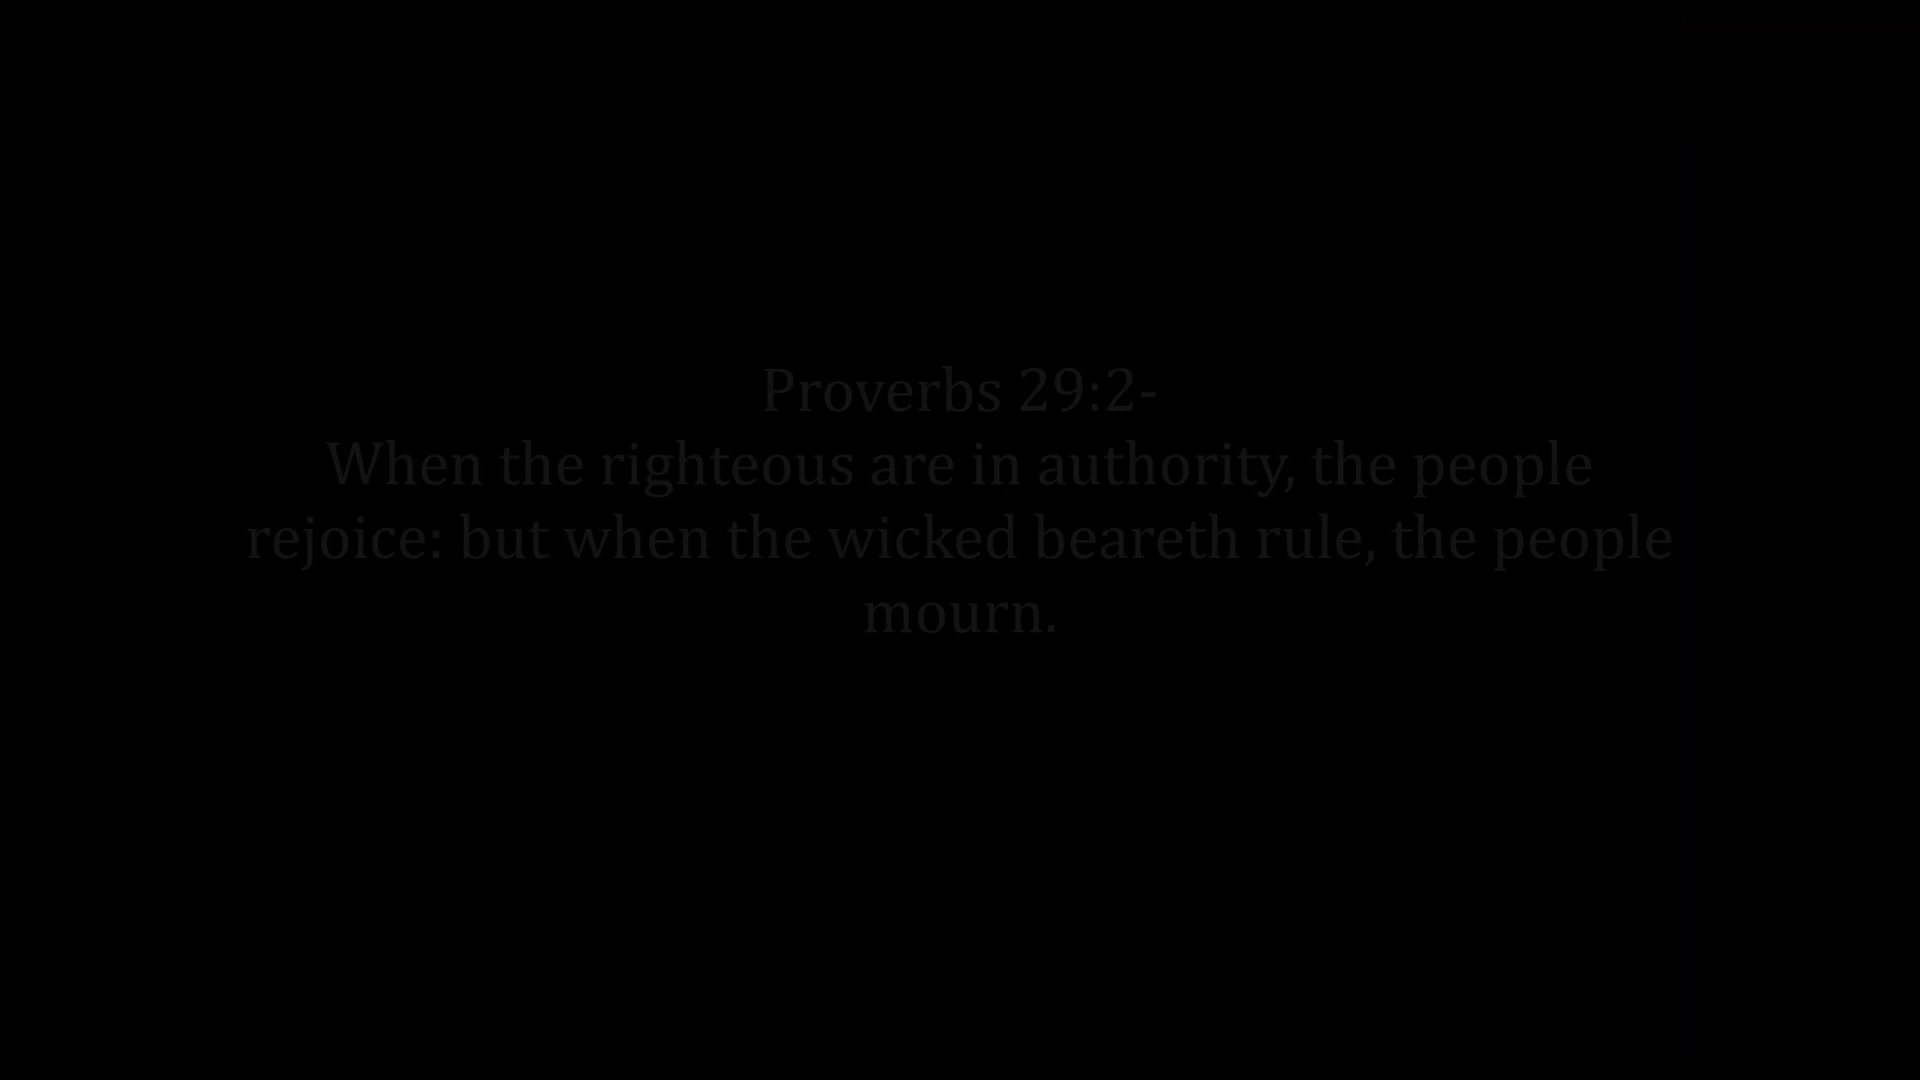 Proverbs 29:2-
When the righteous are in authority, the people
rejoice: but when the wicked beareth rule, the people
mourn.